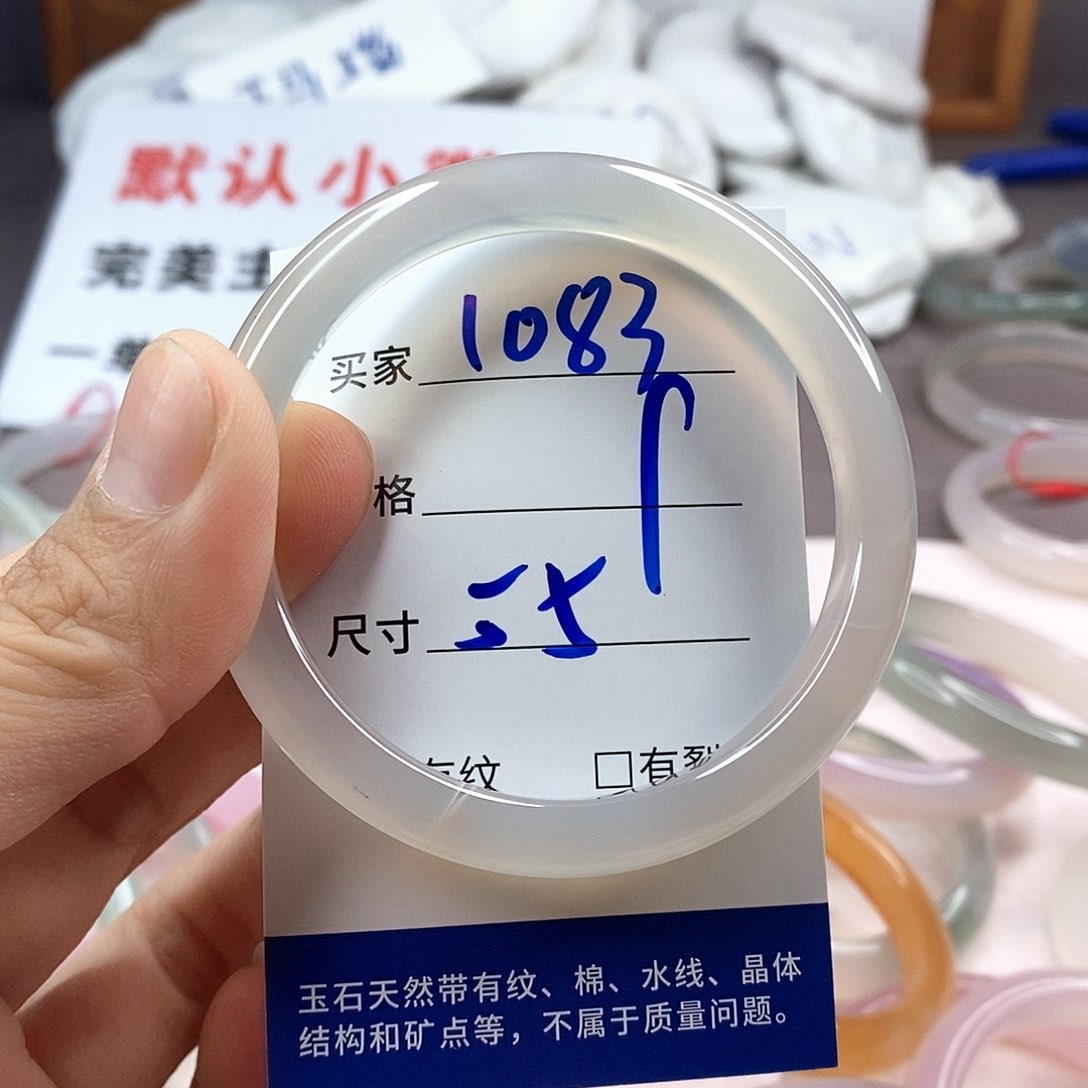 默认小
完美主
买家 1083
格
尺寸 55
有纹 □有裂
玉石天然带有纹、棉、水线、晶体
结构和矿点等，不属于质量问题。